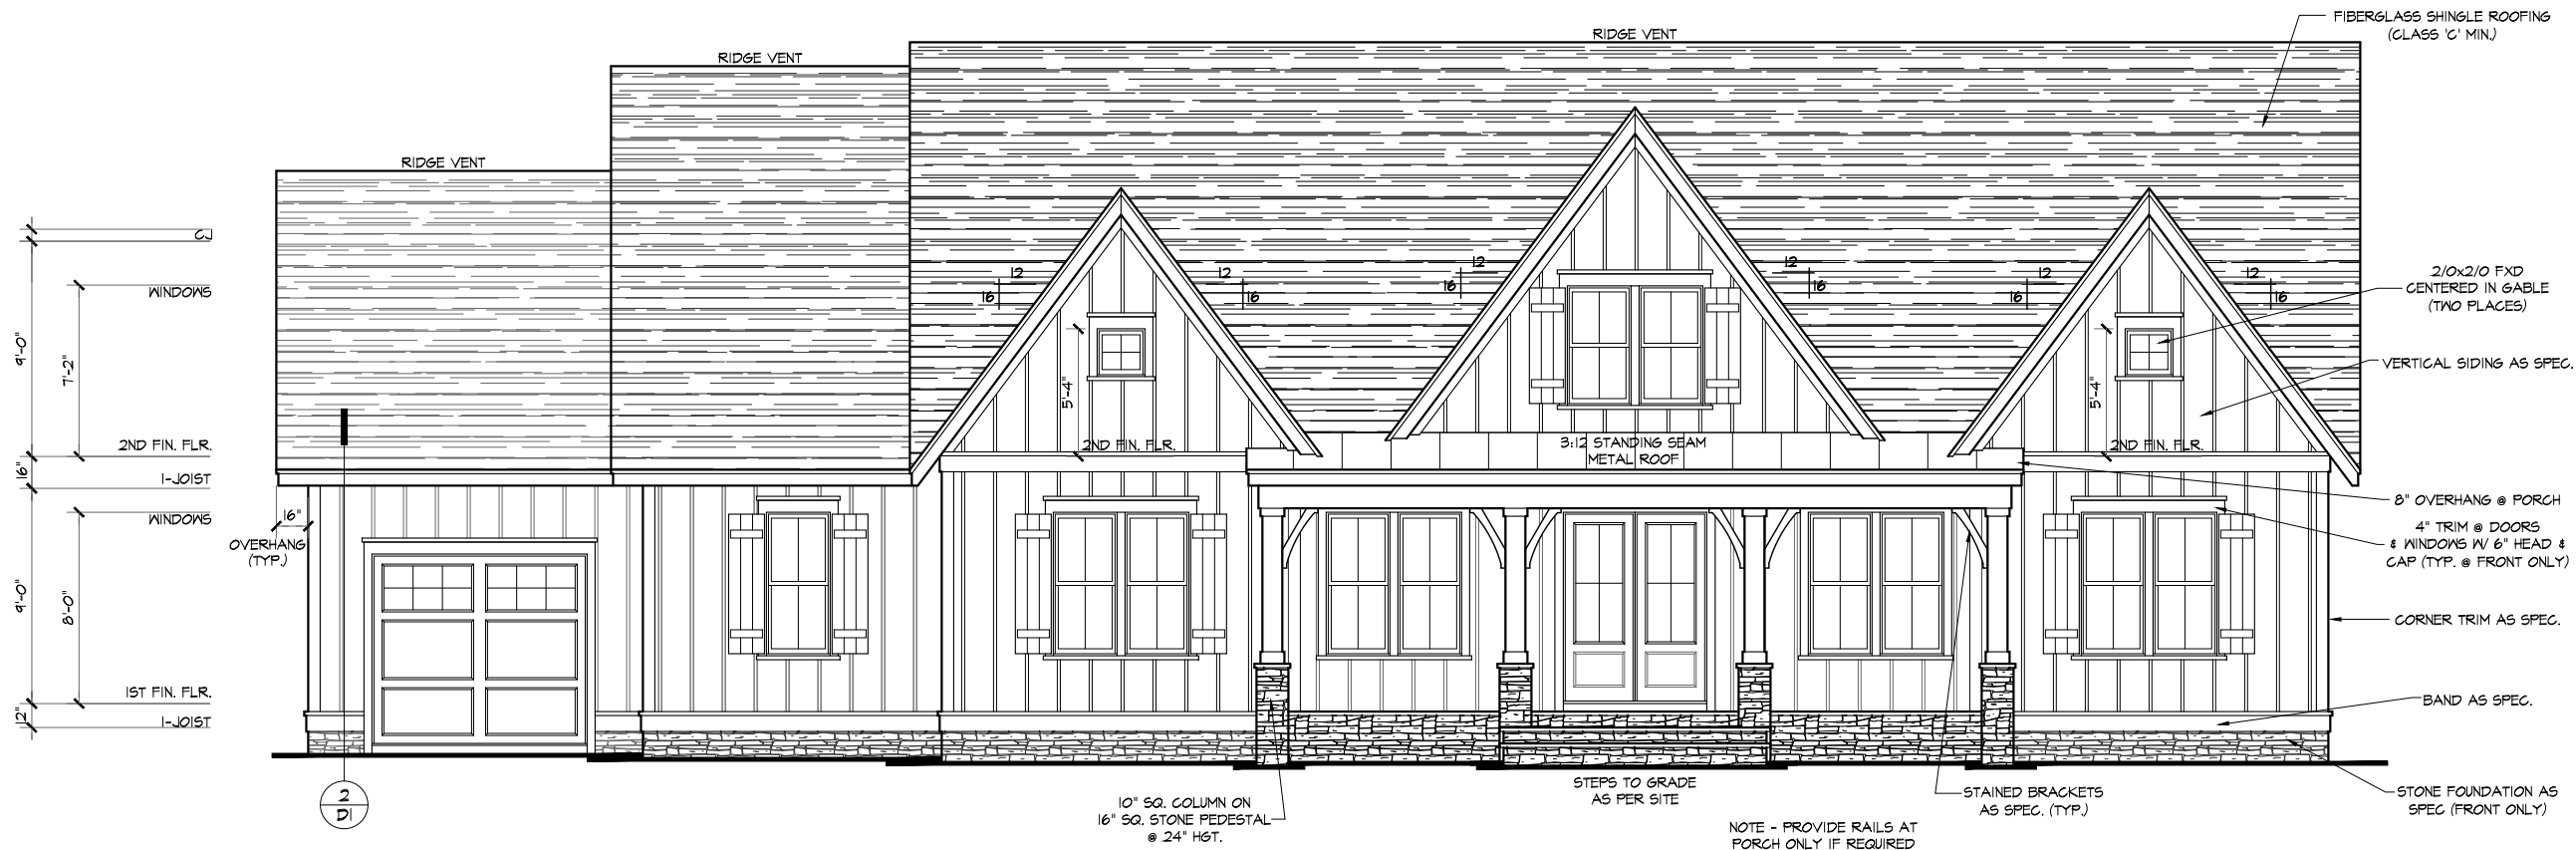 FIBERGLASS SHINGLE ROOFING
(CLASS 'C' MIN.)
RIDGE VENT
RIDGE VENT
RIDGE VENT
CJ
WINDOWS
9'-0"
7'-2"
2ND FIN. FLR.
16"
I-JOIST
WINDOWS
9'-0"
8'-0"
1ST FIN. FLR.
12"
I-JOIST
16"
OVERHANG
(TYP.)
2
D1
12
16
12
16
12
16
12
16
12
16
12
16
5'-4"
2ND FIN. FLR.
3:12 STANDING SEAM
METAL ROOF
5'-4"
2ND FIN. FLR.
2/0x2/0 FXD
CENTERED IN GABLE
(TWO PLACES)
VERTICAL SIDING AS SPEC.
8" OVERHANG @ PORCH
4" TRIM @ DOORS
& WINDOWS W/ 6" HEAD &
CAP (TYP. @ FRONT ONLY)
CORNER TRIM AS SPEC.
BAND AS SPEC.
STONE FOUNDATION AS
SPEC (FRONT ONLY)
10" SQ. COLUMN ON
16" SQ. STONE PEDESTAL
@ 24" HGT.
STEPS TO GRADE
AS PER SITE
STAINED BRACKETS
AS SPEC. (TYP.)
NOTE - PROVIDE RAILS AT
PORCH ONLY IF REQUIRED